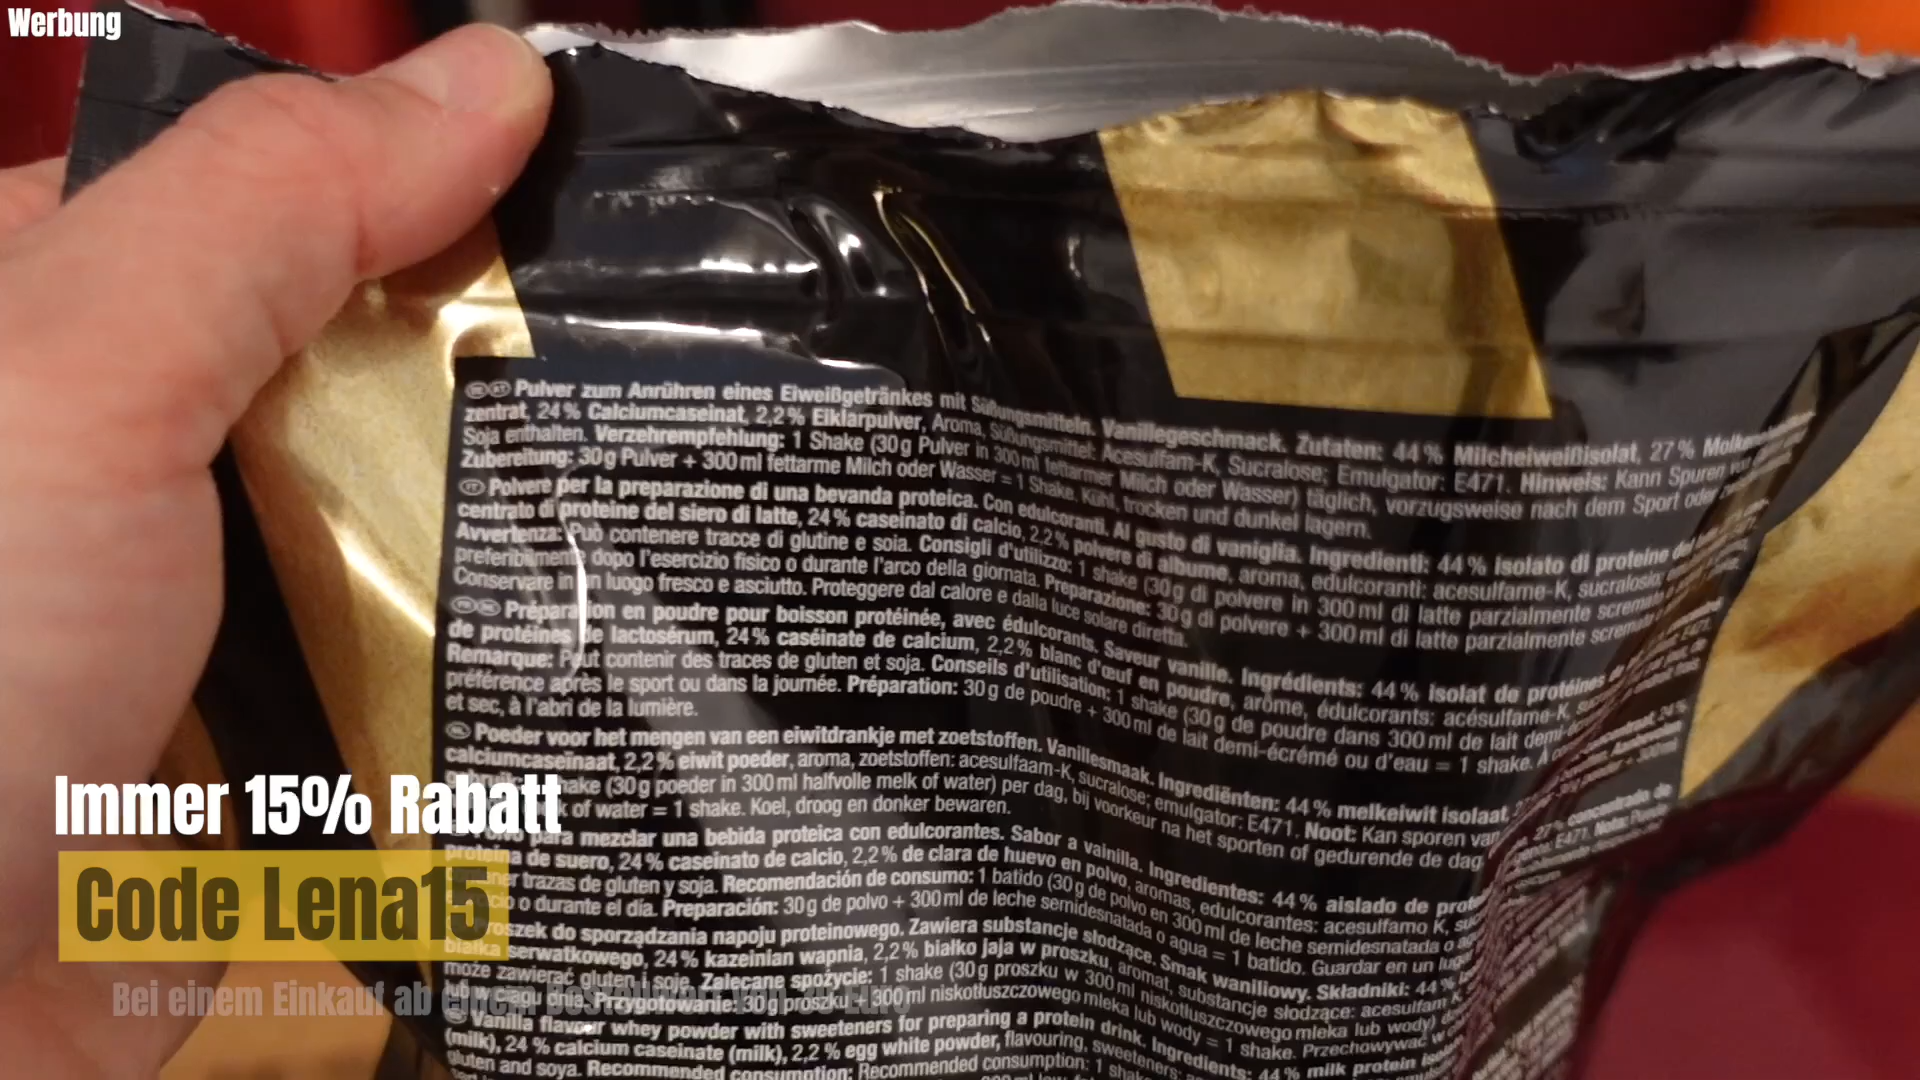 Werbung
DE AT Pulver zum Anrühren eines Eiweißgetränkes mit Süßungsmitteln. Vanillegeschmack. Zutaten: 44 % Milcheiweißisolat, 27 %
zentrat, 24 % Calciumcaseinat, 2,2 % Eiklarpulver, Aroma, Süßungsmittel: Acesulfam-K, Sucralose; Emulgator: E471. Hinweis: Kann Spuren
Soja enthalten. Verzehrempfehlung: 1 Shake (30 g Pulver in 300 ml fettarmer Milch oder Wasser) täglich, vorzugsweise nach dem Sport oder
Zubereitung: 30 g Pulver + 300 ml fettarme Milch oder Wasser = 1 Shake. Kühl, trocken und dunkel lagern.
IT Polvere per la preparazione di una bevanda proteica. Con edulcoranti. Al gusto di vaniglia. Ingredienti: 44 % isolato di proteine del
centrato di proteine del siero di latte, 24 % caseinato di calcio, 2,2 % polvere di albume, aroma, edulcoranti: acesulfame-K, sucralosio;
Avvertenza: Può contenere tracce di glutine e soia. Consigli d'utilizzo: 1 shake (30 g di polvere in 300 ml di latte parzialmente scremato
preferibilmente dopo l'esercizio fisico o durante l'arco della giornata. Preparazione: 30 g di polvere + 300 ml di latte parzialmente scremato
Conservare in un luogo fresco e asciutto. Proteggere dal calore e dalla luce solare diretta.
Préparation en poudre pour boisson protéinée, avec édulcorants. Saveur vanille. Ingrédients: 44 % isolat de protéines de
de protéines de lactosérum, 24 % caséinate de calcium, 2,2 % blanc d'œuf en poudre, arôme, édulcorants: acésulfame-K,
Remarque: Peut contenir des traces de gluten et soja. Conseils d'utilisation: 1 shake (30 g de poudre dans 300 ml de lait demi-
préférence après le sport ou dans la journée. Préparation: 30 g de poudre + 300 ml de lait demi-écrémé ou d'eau = 1 shake. À
et sec, à l'abri de la lumière.
NL Poeder voor het mengen van een eiwitdrankje met zoetstoffen. Vanillesmaak. Ingrediënten: 44 % melkeiwit isolaat,
calciumcaseïnaat, 2,2 % eiwit poeder, aroma, zoetstoffen: acesulfaam-K, sucralose; emulgator: E471. Noot: Kan sporen van
shake (30 g poeder in 300 ml halfvolle melk of water) per dag, bij voorkeur na het sporten of gedurende de dag
of water = 1 shake. Koel, droog en donker bewaren.
para mezclar una bebida proteica con edulcorantes. Sabor a vainilla. Ingredientes: 44 % aislado de
proteína de suero, 24 % caseinato de calcio, 2,2 % de clara de huevo en polvo, aromas, edulcorantes: acesulfamo K,
trazas de gluten y soja. Recomendación de consumo: 1 batido (30 g de polvo en 300 ml de leche semidesnatada o
o durante el día. Preparación: 30 g de polvo + 300 ml de leche semidesnatada o agua = 1 batido. Guardar en un
Proszek do sporządzania napoju proteinowego. Zawiera substancje słodzące. Smak waniliowy. Składniki: 44 %
białka serwatkowego, 24 % kazeinian wapnia, 2,2 % białko jaja w proszku, aromat, substancje słodzące: acesulfam K
może zawierać gluten i soję. Zalecane spożycie: 1 shake (30 g proszku w 300 ml niskotłuszczowego mleka lub wody)
lub w ciągu dnia. Przygotowanie: 30 g proszku + 300 ml niskotłuszczowego mleka lub wody = 1 shake. Przechowywać w
Vanilla flavour whey powder with sweeteners for preparing a protein drink. Ingredients: 44 % milk protein
(milk), 24 % calcium caseinate (milk), 2,2 % egg white powder, flavouring, sweeteners:
gluten and soya. Recommended consumption: Recommended consumption: 1
Immer 15% Rabatt
Code Lena15
Bei einem Einkauf ab einem